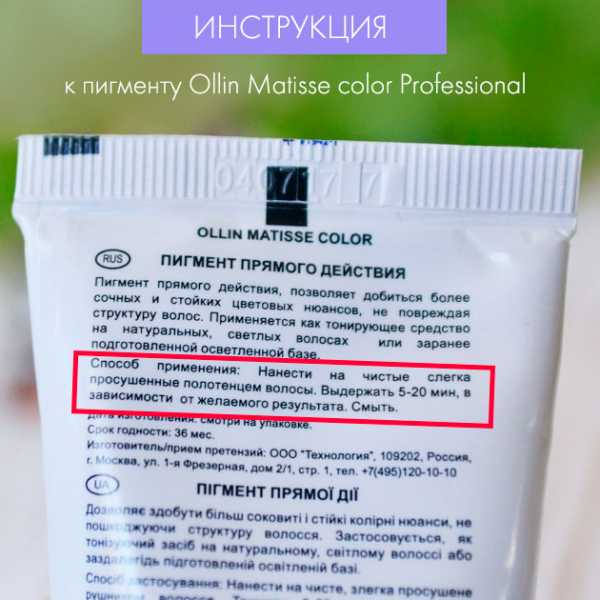 ИНСТРУКЦИЯ
к пигменту Ollin Matisse color Professional
040717 7
OLLIN MATISSE COLOR
RUS
ПИГМЕНТ ПРЯМОГО ДЕЙСТВИЯ
Пигмент прямого действия, позволяет добиться более
сочных и стойких цветовых нюансов, не повреждая
структуру волос. Применяется как тонирующее средство
на натуральных, светлых волосах или заранее
подготовленной осветленной базе.
Способ применения: Нанести на чистые слегка
просушенные полотенцем волосы. Выдержать 5-20 мин, в
зависимости от желаемого результата. Смыть.
Дата изготовления: смотри на упаковке.
Срок годности: 36 мес.
Изготовитель/прием претензий: ООО "Технология", 109202, Россия,
г. Москва, ул. 1-я Фрезерная, дом 2/1, стр. 1, тел. +7(495)120-10-10
UA
ПІГМЕНТ ПРЯМОЇ ДІЇ
Дозволяє здобути більш соковиті і стійкі колірні нюанси, не
пошкоджуючи структуру волосся. Застосовується, як
тонізуючий засіб на натуральному, світлому волоссі або
заздалегідь підготовленій освітленій базі.
Спосіб застосування: Нанести на чисте, злегка просушене
рушником волосся.